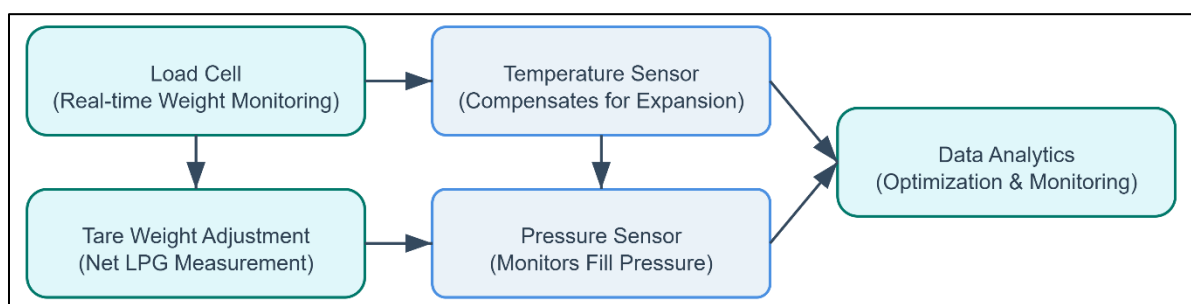 Load Cell
(Real-time Weight Monitoring)
Temperature Sensor
(Compensates for Expansion)
Data Analytics
(Optimization & Monitoring)
Tare Weight Adjustment
(Net LPG Measurement)
Pressure Sensor
(Monitors Fill Pressure)